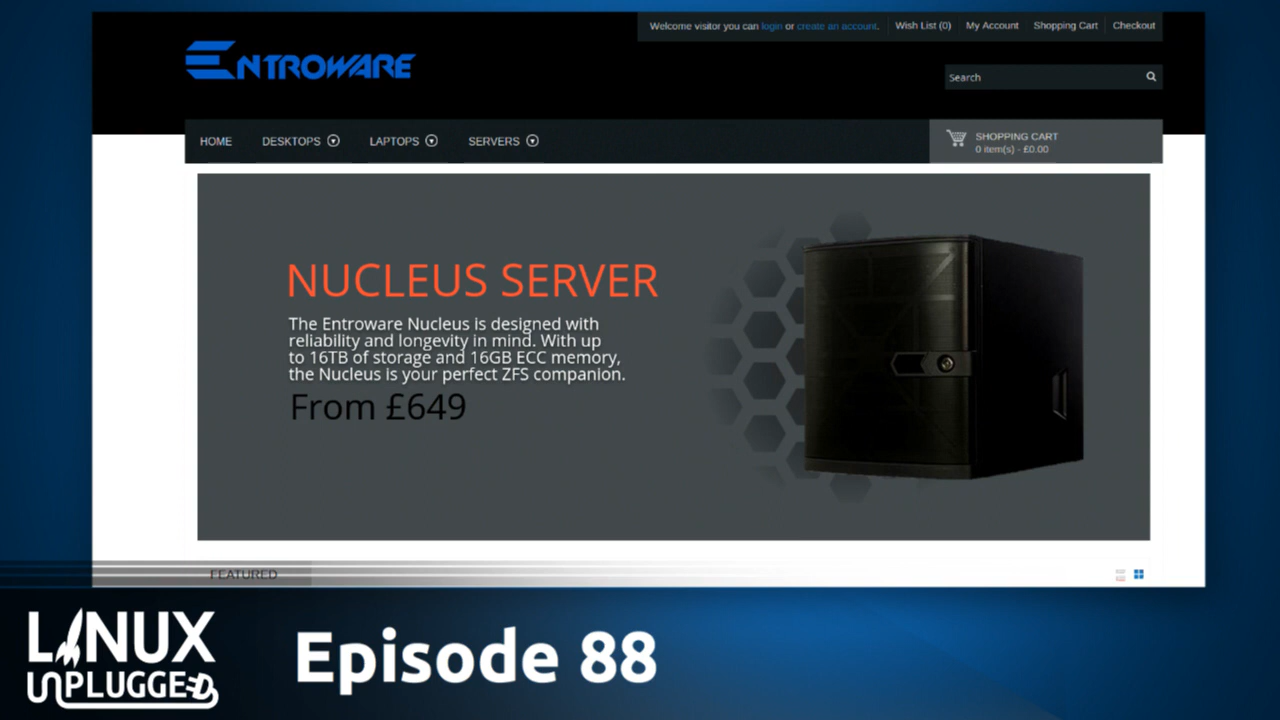 Welcome visitor you can login or create an account.
Wish List (0)
My Account
Shopping Cart
Checkout
ENTROWARE
Search
HOME
DESKTOPS
LAPTOPS
SERVERS
SHOPPING CART
0 item(s) - £0.00
NUCLEUS SERVER
The Entroware Nucleus is designed with
reliability and longevity in mind. With up
to 16TB of storage and 16GB ECC memory,
the Nucleus is your perfect ZFS companion.
From £649
FEATURED
LINUX
UNPLUGGED
Episode 88